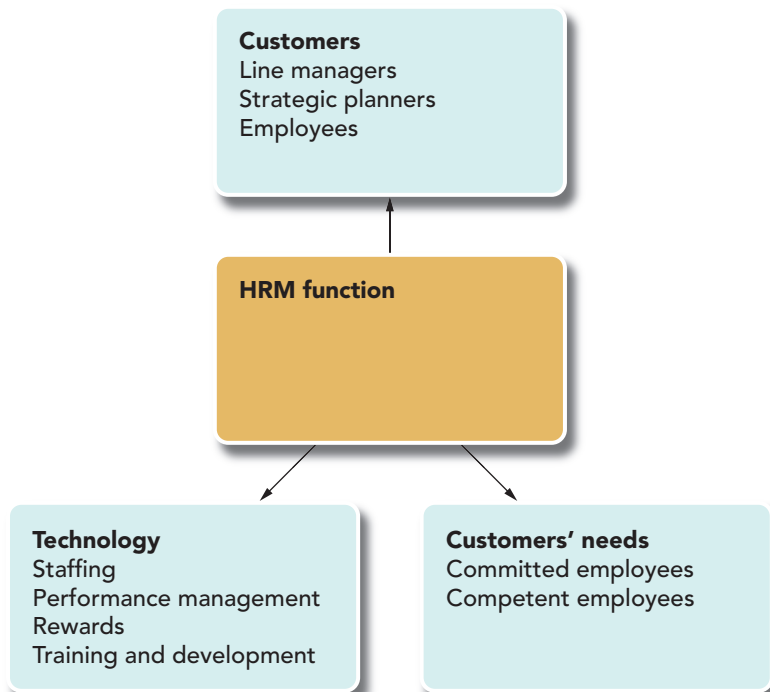 Customers
Line managers
Strategic planners
Employees
HRM function
Technology
Staffing
Performance management
Rewards
Training and development
Customers’ needs
Committed employees
Competent employees